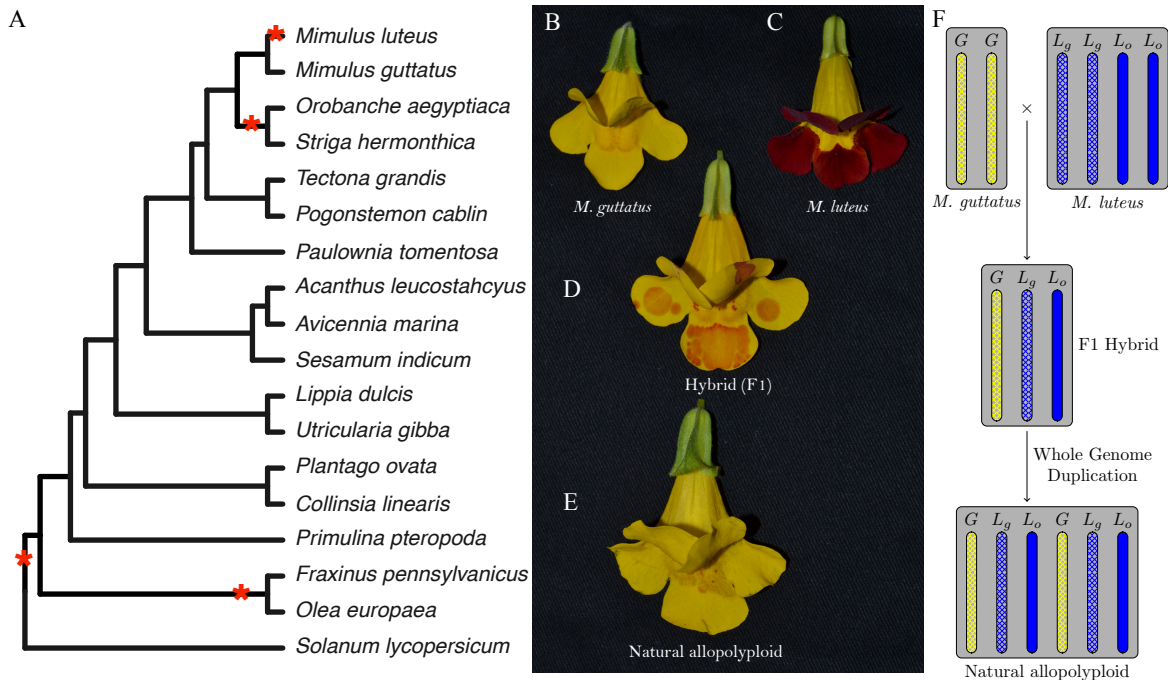 A
Mimulus luteus
Mimulus guttatus
Orobanche aegyptiaca
Striga hermonthica
Tectona grandis
Pogonstemon cablin
Paulownia tomentosa
Acanthus leucostahcyus
Avicennia marina
Sesamum indicum
Lippia dulcis
Utricularia gibba
Plantago ovata
Collinsia linearis
Primulina pteropoda
Fraxinus pennsylvanicus
Olea europaea
Solanum lycopersicum
B
M. guttatus
C
M. luteus
D
Hybrid (F1)
E
Natural allopolyploid
F
G G
Lg Lg Lo Lo
×
M. guttatus
M. luteus
G Lg Lo
F1 Hybrid
Whole Genome
Duplication
G Lg Lo G Lg Lo
Natural allopolyploid